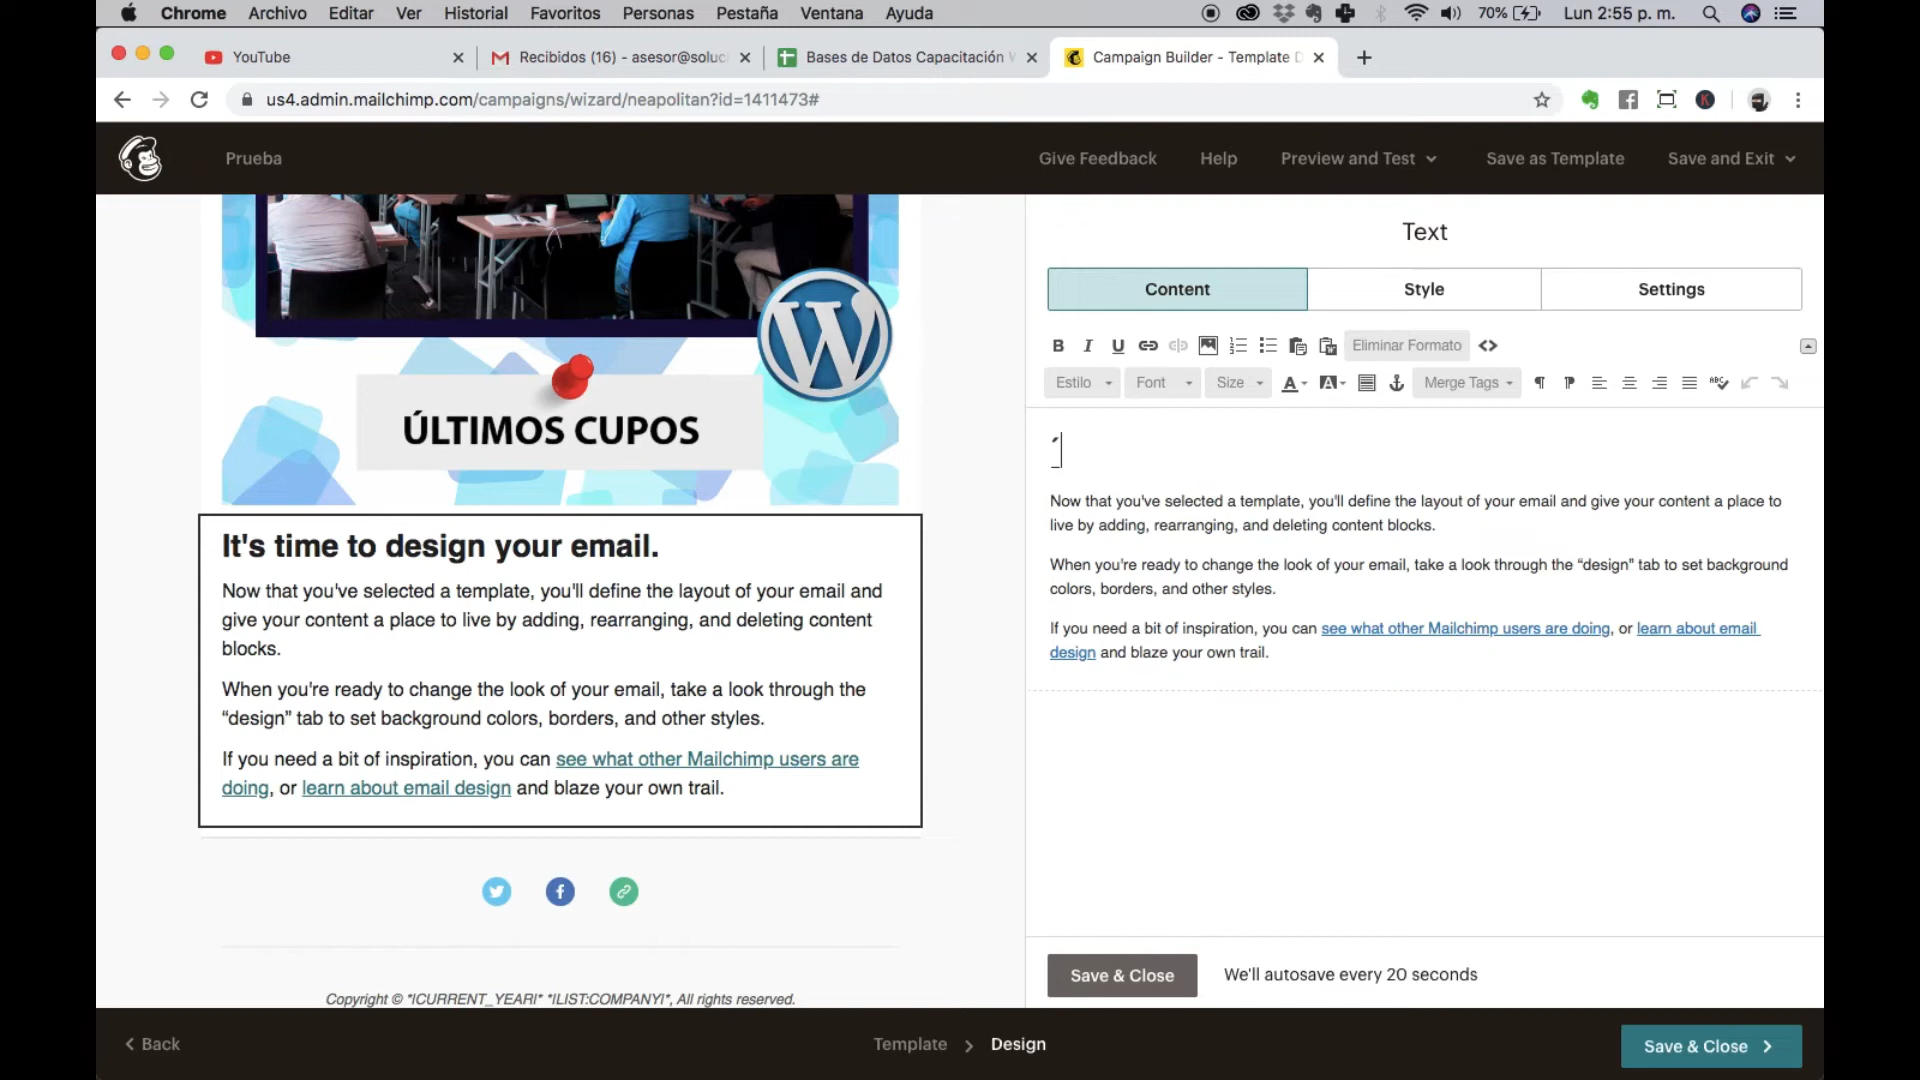 Chrome Archivo Editar Ver Historial Favoritos Personas Pestaña Ventana Ayuda 70% Lun 2:55 p. m.
YouTube Recibidos (16) - asesor@soluc Bases de Datos Capacitación Campaign Builder - Template D
us4.admin.mailchimp.com/campaigns/wizard/neapolitan?id=1411473#
Prueba Give Feedback Help Preview and Test Save as Template Save and Exit
ÚLTIMOS CUPOS
It's time to design your email.
Now that you've selected a template, you'll define the layout of your email and
give your content a place to live by adding, rearranging, and deleting content
blocks.
When you're ready to change the look of your email, take a look through the
“design” tab to set background colors, borders, and other styles.
If you need a bit of inspiration, you can see what other Mailchimp users are
doing, or learn about email design and blaze your own trail.
Copyright © *|CURRENT_YEAR|* *|LIST:COMPANY|*, All rights reserved.
Text
Content Style Settings
B I U Eliminar Formato
Estilo Font Size A A Merge Tags ABC
´
Now that you've selected a template, you'll define the layout of your email and give your content a place to
live by adding, rearranging, and deleting content blocks.
When you're ready to change the look of your email, take a look through the “design” tab to set background
colors, borders, and other styles.
If you need a bit of inspiration, you can see what other Mailchimp users are doing, or learn about email
design and blaze your own trail.
Save & Close We'll autosave every 20 seconds
Back Template Design Save & Close